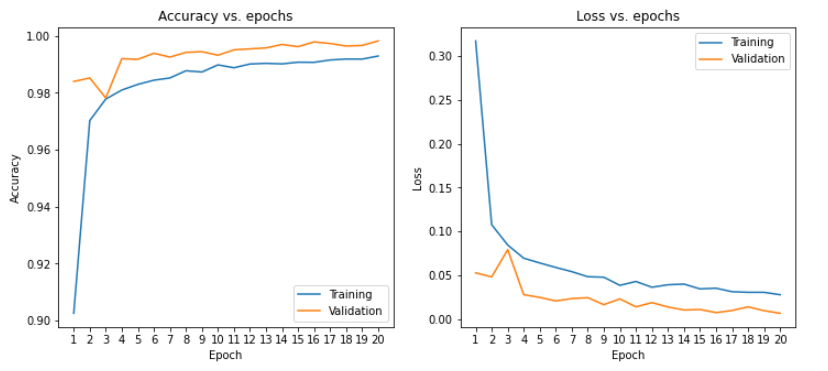 Accuracy vs. epochs
1.00
0.98
0.96
0.94
0.92
0.90
Accuracy
Training
Validation
1 2 3 4 5 6 7 8 9 10 11 12 13 14 15 16 17 18 19 20
Epoch
Loss vs. epochs
Training
Validation
0.30
0.25
0.20
0.15
0.10
0.05
0.00
Loss
1 2 3 4 5 6 7 8 9 10 11 12 13 14 15 16 17 18 19 20
Epoch